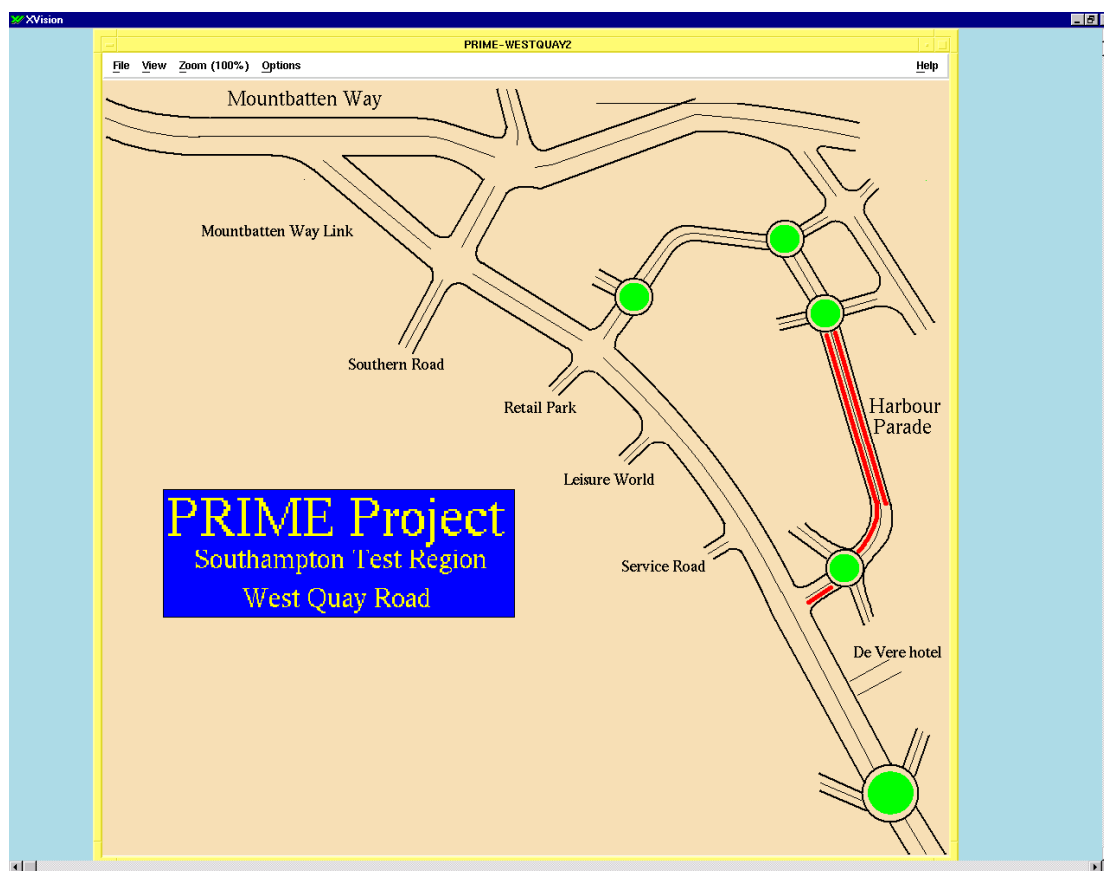 XVision
PRIME-WESTQUAY2
File View Zoom (100%) Options Help
Mountbatten Way
Mountbatten Way Link
Southern Road
Retail Park
Harbour
Parade
Leisure World
PRIME Project
Southampton Test Region
West Quay Road
Service Road
De Vere hotel